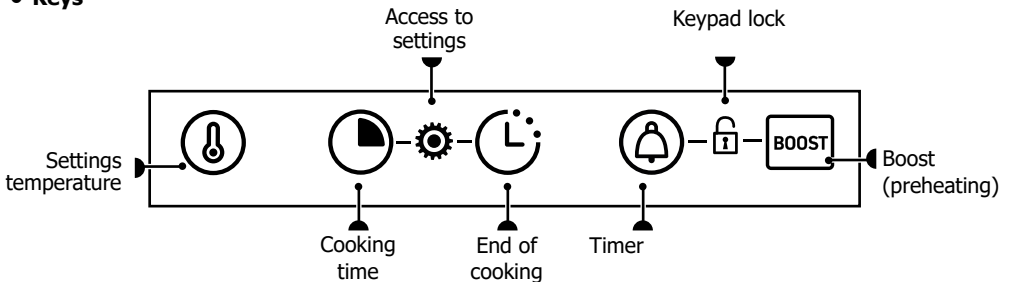 • Keys
Access to
settings
Keypad lock
BOOST
Settings
temperature
Boost
(preheating)
Cooking
time
End of
cooking
Timer